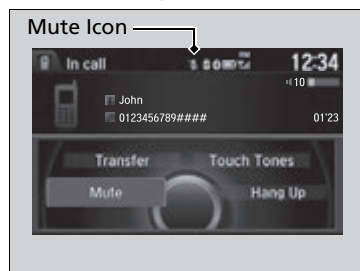 Mute Icon
In call
12:34
10
John
0123456789####
01'23
Transfer
Touch Tones
Mute
Hang Up